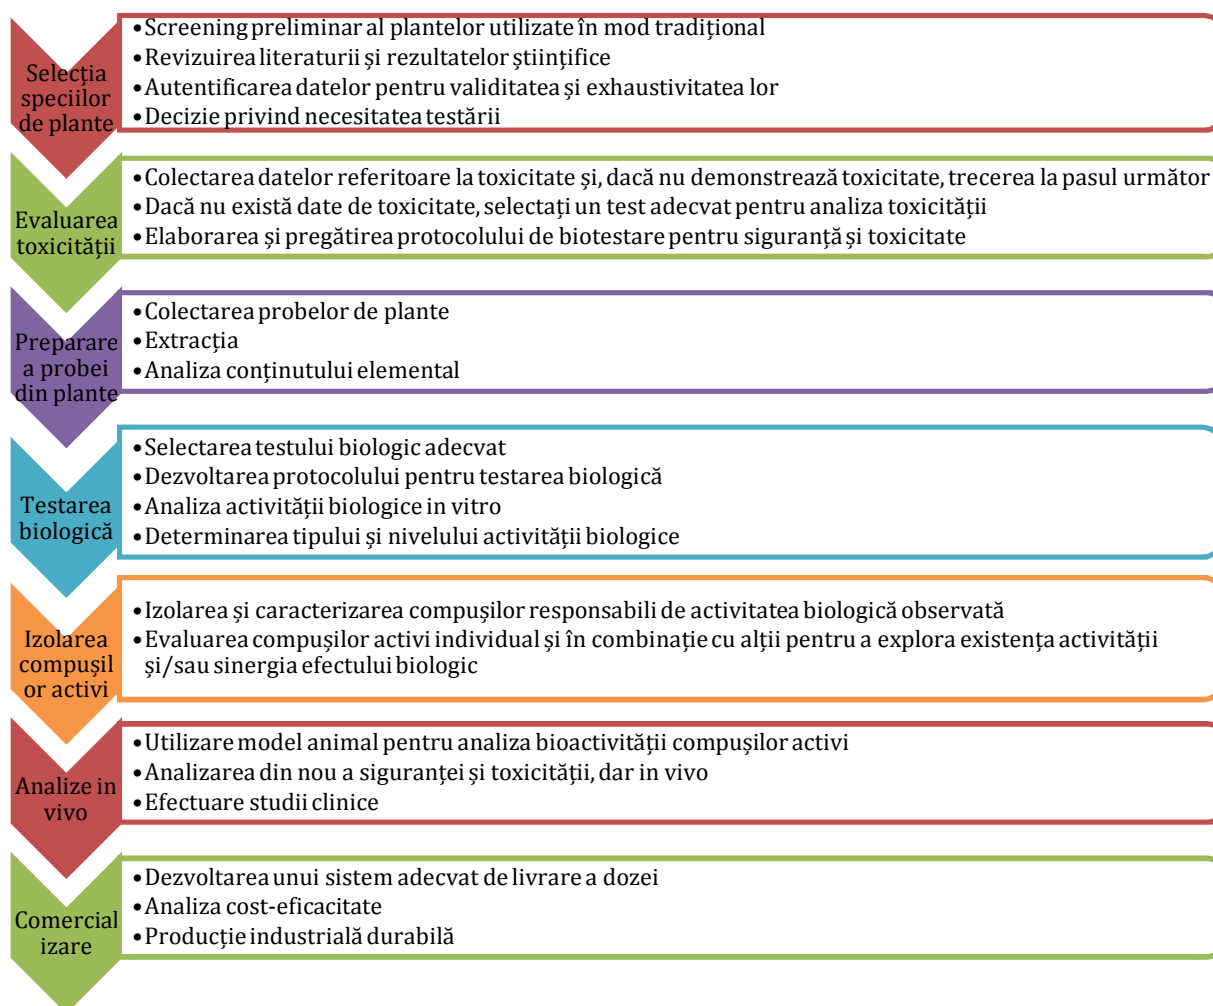 Selecția
speciilor
de plante
•Screening preliminar al plantelor utilizate în mod tradițional
•Revizuirea literaturii și rezultatelor științifice
•Autentificarea datelor pentru validitatea și exhaustivitatea lor
•Decizie privind necesitatea testării
Evaluarea
toxicității
•Colectarea datelor referitoare la toxicitate și, dacă nu demonstrează toxicitate, trecerea la pasul următor
•Dacă nu există date de toxicitate, selectați un test adecvat pentru analiza toxicității
•Elaborarea și pregătirea protocolului de biotestare pentru siguranță și toxicitate
Preparare
a probei
din plante
•Colectarea probelor de plante
•Extracția
•Analiza conținutului elemental
Testarea
biologică
•Selectarea testului biologic adecvat
•Dezvoltarea protocolului pentru testarea biologică
•Analiza activității biologice in vitro
•Determinarea tipului și nivelului activității biologice
Izolarea
compușil
or activi
•Izolarea și caracterizarea compușilor responsabili de activitatea biologică observată
•Evaluarea compușilor activi individual și în combinație cu alții pentru a explora existența activității
și/sau sinergia efectului biologic
Analize in
vivo
•Utilizare model animal pentru analiza bioactivității compușilor activi
•Analizarea din nou a siguranței și toxicității, dar in vivo
•Efectuare studii clinice
Comercial
izare
•Dezvoltarea unui sistem adecvat de livrare a dozei
•Analiza cost-eficacitate
•Producție industrială durabilă